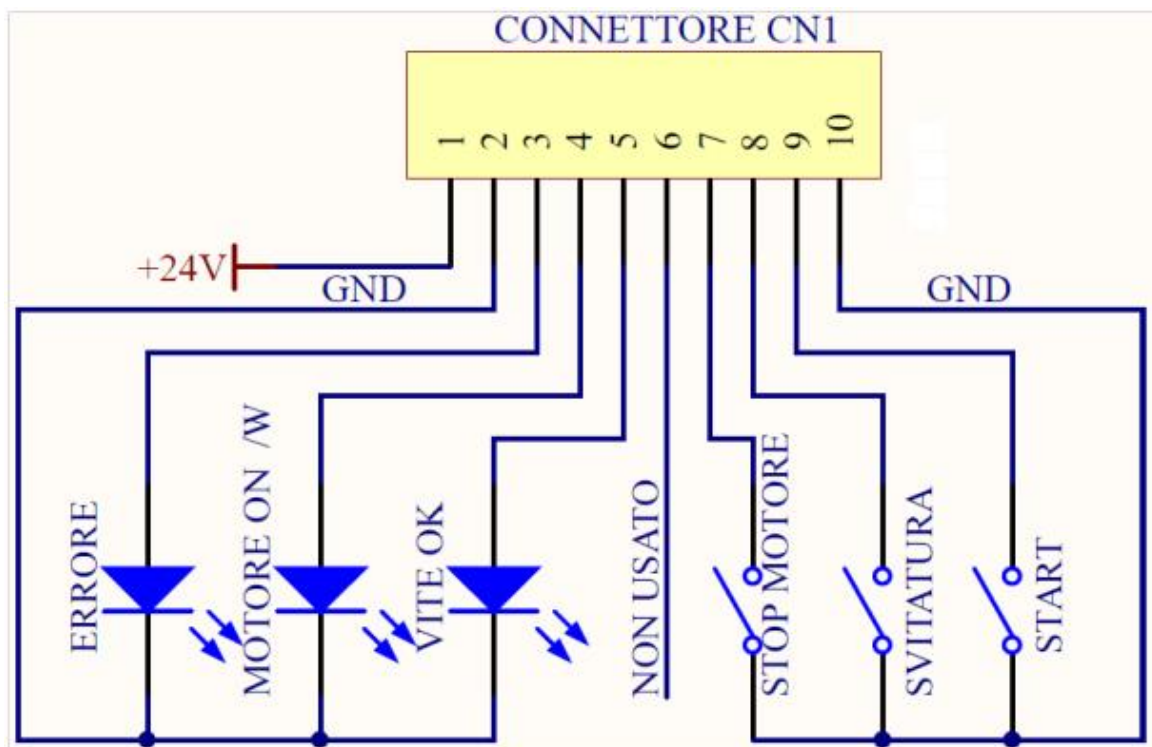 CONNETTORE CN1
1 2 3 4 5 6 7 8 9 10
+24V
GND
GND
ERRORE
MOTORE ON /W
VITE OK
NON USATO
STOP MOTORE
SVITATURA
START